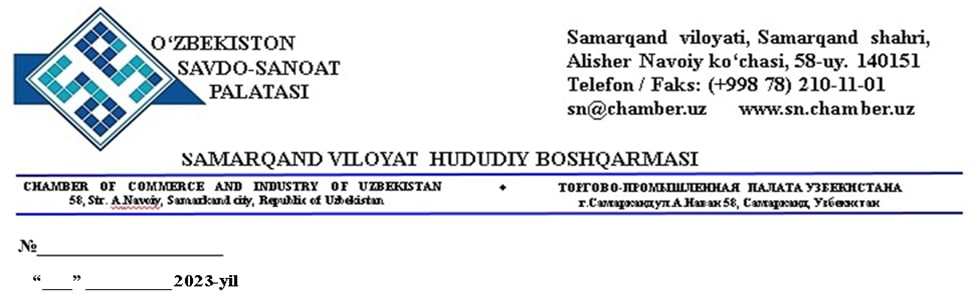 O‘ZBEKISTON
SAVDO-SANOAT
PALATASI
Samarqand viloyati, Samarqand shahri,
Alisher Navoiy ko‘chasi, 58-uy. 140151
Telefon / Faks: (+998 78) 210-11-01
sn@chamber.uz www.sn.chamber.uz
SAMARQAND VILOYAT HUDUDIY BOSHQARMASI
CHAMBER OF COMMERCE AND INDUSTRY OF UZBEKISTAN
58, Str. A.Navoiy, Samarkand city, Republic of Uzbekistan
ТОРГОВО-ПРОМЫШЛЕННАЯ ПАЛАТА УЗБЕКИСТАНА
г.Самарканд ул.А.Наваи 58, Самарканд, Узбекистан
№______________________
“___” __________2023-yil